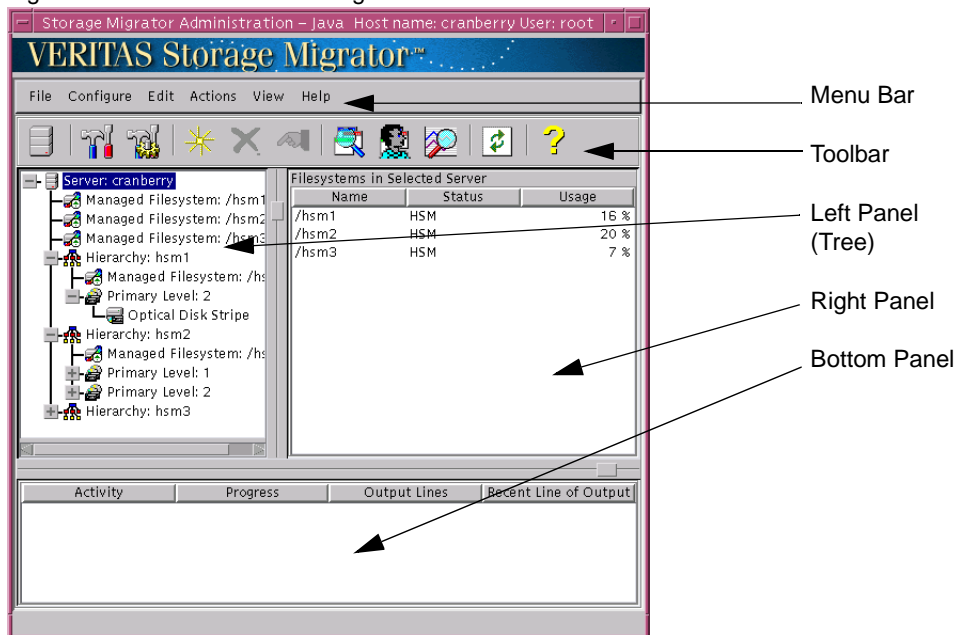 Storage Migrator Administration – Java Host name: cranberry User: root
VERITAS Storage Migrator™
File Configure Edit Actions View Help
Menu Bar
Toolbar
Server: cranberry
Managed Filesystem: /hsm1
Managed Filesystem: /hsm2
Managed Filesystem: /hsm3
Hierarchy: hsm1
Managed Filesystem: /hs
Primary Level: 2
Optical Disk Stripe
Hierarchy: hsm2
Managed Filesystem: /hs
Primary Level: 1
Primary Level: 2
Hierarchy: hsm3
Filesystems in Selected Server
Name Status Usage
/hsm1 HSM 16 %
/hsm2 HSM 20 %
/hsm3 HSM 7 %
Left Panel
(Tree)
Right Panel
Bottom Panel
Activity Progress Output Lines Recent Line of Output